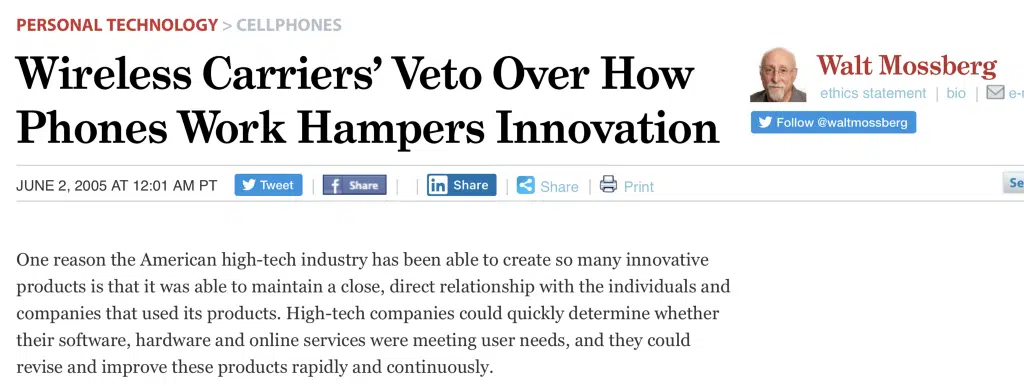 PERSONAL TECHNOLOGY > CELLPHONES
Wireless Carriers’ Veto Over How
Phones Work Hampers Innovation
Walt Mossberg
ethics statement | bio |
Follow @waltmossberg
JUNE 2, 2005 AT 12:01 AM PT
Tweet | f Share | | in Share | Share | Print
One reason the American high-tech industry has been able to create so many innovative
products is that it was able to maintain a close, direct relationship with the individuals and
companies that used its products. High-tech companies could quickly determine whether
their software, hardware and online services were meeting user needs, and they could
revise and improve these products rapidly and continuously.